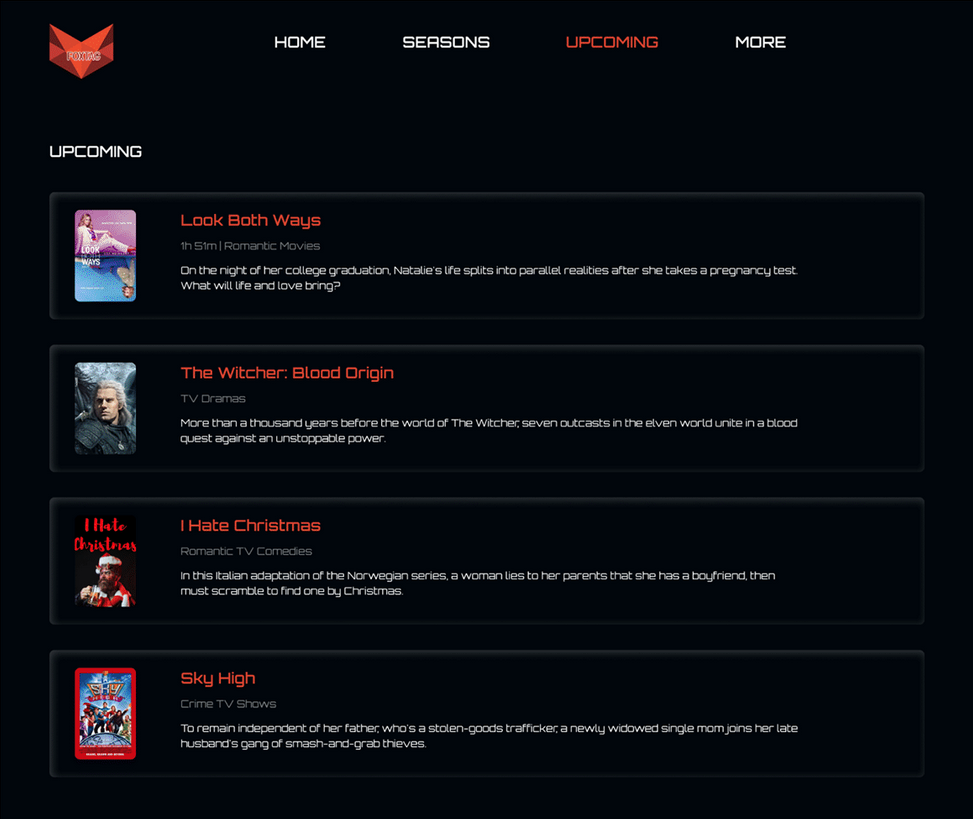 FOXTAG
HOME SEASONS UPCOMING MORE
UPCOMING
LOOK
WAYS
Look Both Ways
1h 51m | Romantic Movies
On the night of her college graduation, Natalie's life splits into parallel realities after she takes a pregnancy test.
What will life and love bring?
The Witcher: Blood Origin
TV Dramas
More than a thousand years before the world of The Witcher, seven outcasts in the elven world unite in a blood
quest against an unstoppable power.
I Hate
Christmas
I Hate Christmas
Romantic TV Comedies
In this Italian adaptation of the Norwegian series, a woman lies to her parents that she has a boyfriend, then
must scramble to find one by Christmas.
SKY
Sky High
Crime TV Shows
To remain independent of her father, who's a stolen-goods trafficker, a newly widowed single mom joins her late
husband's gang of smash-and-grab thieves.